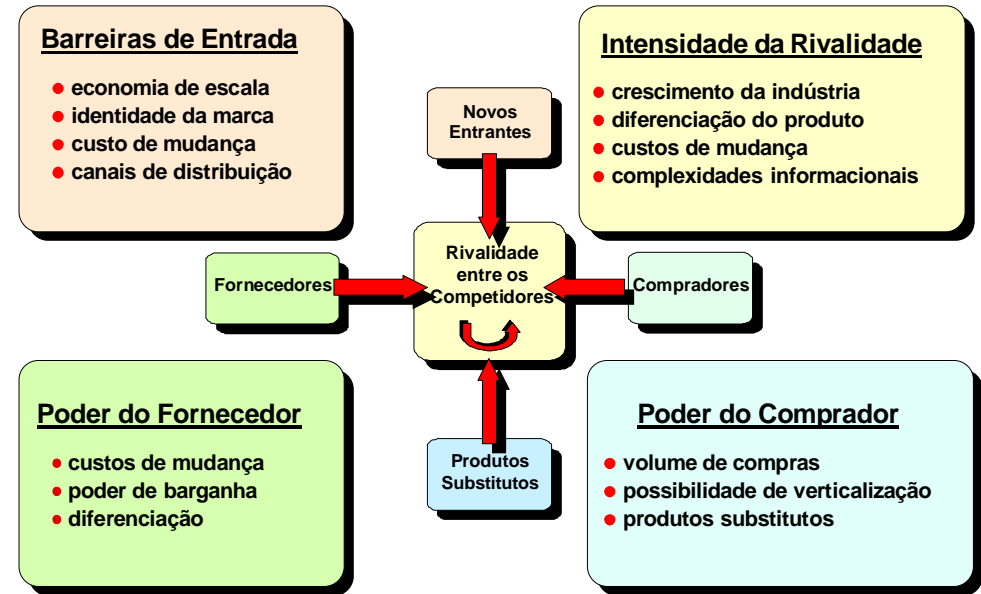 Barreiras de Entrada
economia de escala
identidade da marca
custo de mudança
canais de distribuição
Novos
Entrantes
Intensidade da Rivalidade
crescimento da indústria
diferenciação do produto
custos de mudança
complexidades informacionais
Fornecedores
Rivalidade
entre os
Competidores
Compradores
Poder do Fornecedor
custos de mudança
poder de barganha
diferenciação
Produtos
Substitutos
Poder do Comprador
volume de compras
possibilidade de verticalização
produtos substitutos